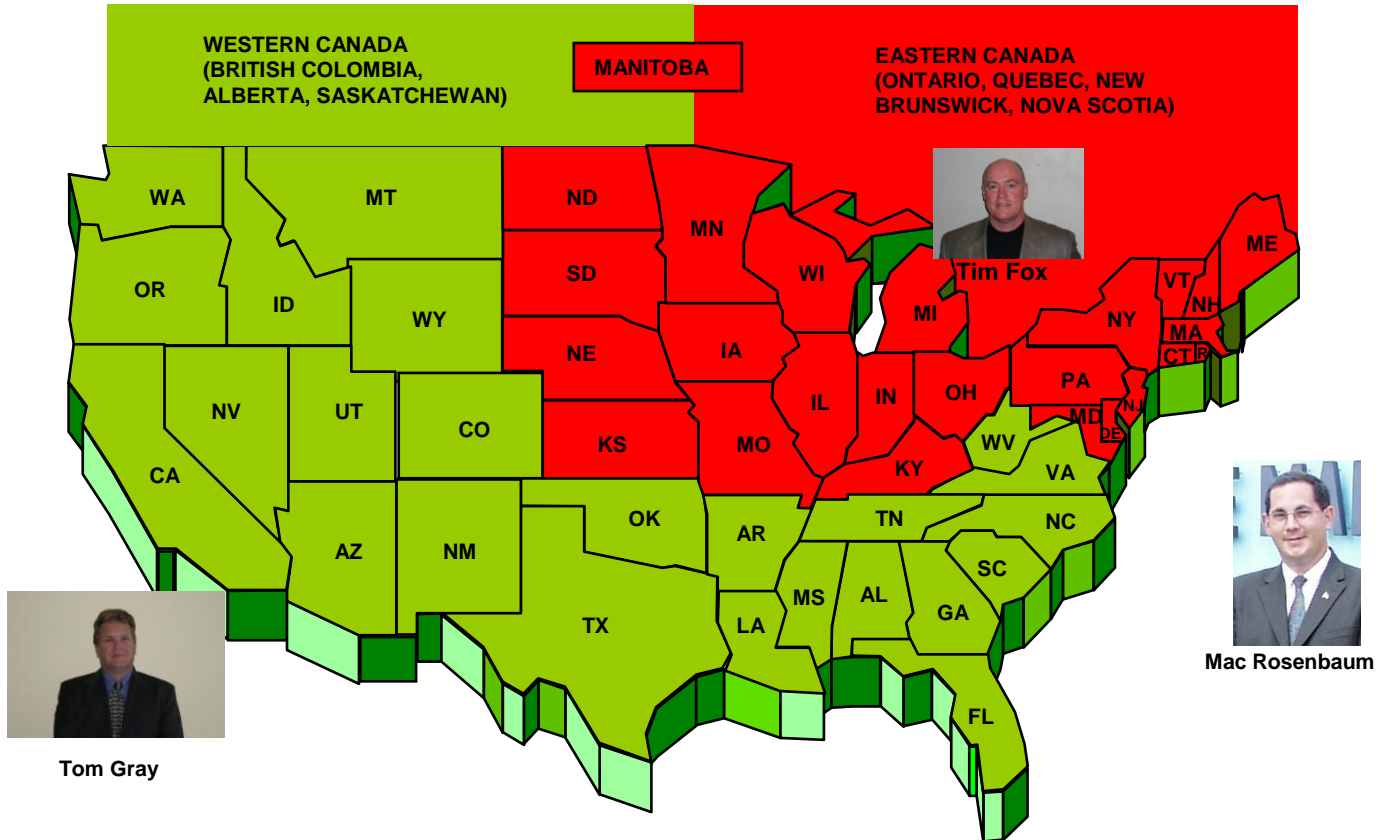 WESTERN CANADA
(BRITISH COLOMBIA,
ALBERTA, SASKATCHEWAN)
MANITOBA
EASTERN CANADA
(ONTARIO, QUEBEC, NEW
BRUNSWICK, NOVA SCOTIA)
WA
MT
ND
MN
ME
OR
ID
SD
WI
Tim Fox
VT
NH
WY
MI
NY
MA
NE
IA
CT
R
PA
NV
UT
CO
IL
IN
OH
NJ
MD
DE
KS
MO
WV
CA
KY
VA
OK
TN
NC
AZ
NM
AR
SC
MS
AL
GA
TX
LA
Mac Rosenbaum
FL
Tom Gray